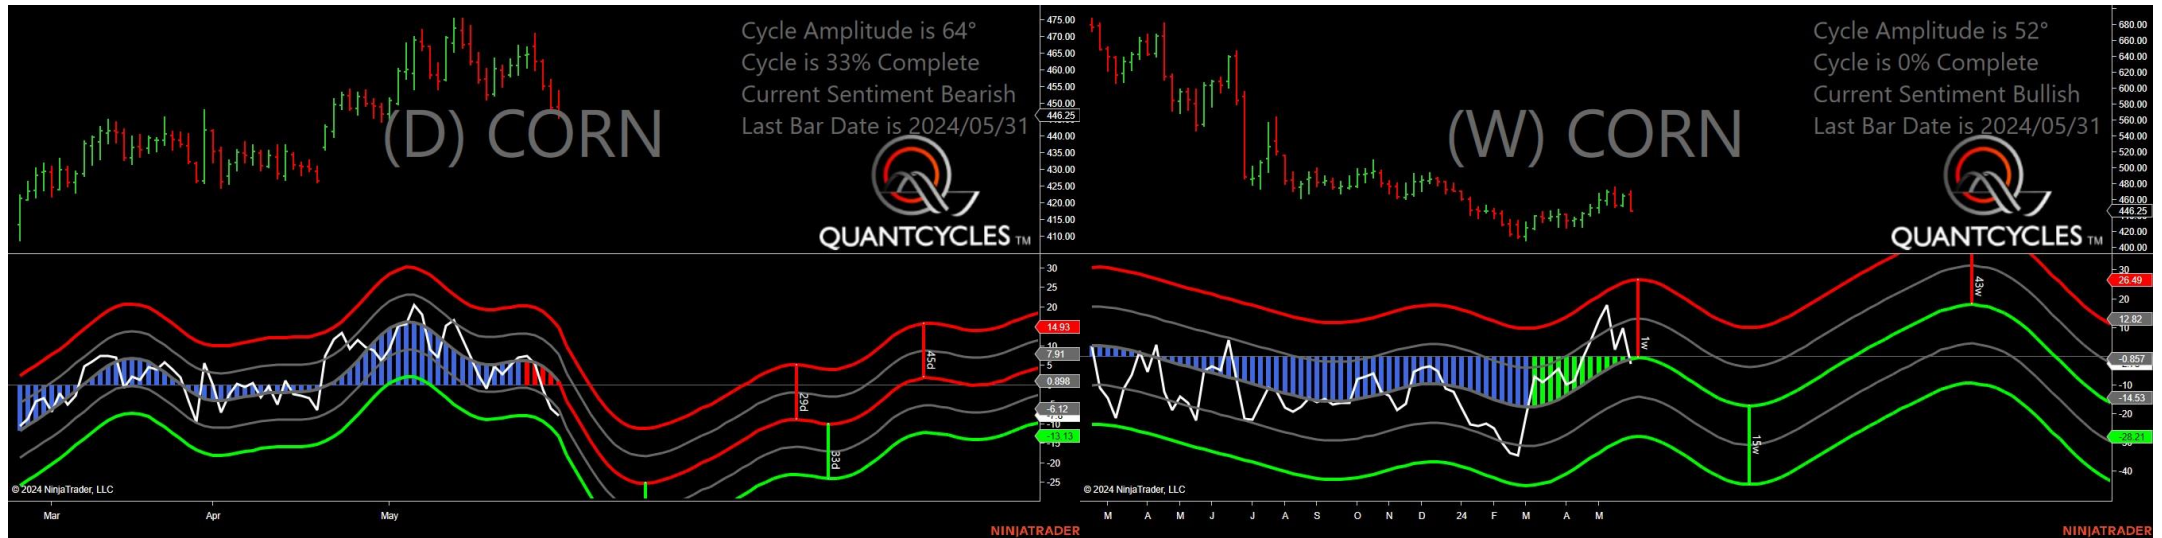 Cycle Amplitude is 64°
Cycle is 33% Complete
Current Sentiment Bearish
Last Bar Date is 2024/05/31
(D) CORN
QUANTCYCLES TM
475.00
470.00
465.00
460.00
455.00
450.00
446.25
440.00
435.00
430.00
425.00
420.00
415.00
410.00
30
25
20
14.93
10
7.91
5
0.898
-6.12
-10
-13.13
-15
-20
-25
29d
33d
45d
© 2024 NinjaTrader, LLC
Mar Apr May
NINJATRADER
Cycle Amplitude is 52°
Cycle is 0% Complete
Current Sentiment Bullish
Last Bar Date is 2024/05/31
(W) CORN
QUANTCYCLES TM
680.00
660.00
640.00
620.00
600.00
580.00
560.00
540.00
520.00
500.00
480.00
460.00
446.25
420.00
400.00
30
26.49
20
12.82
10
-0.857
-10
-14.53
-20
-28.21
-40
1w
15w
43w
© 2024 NinjaTrader, LLC
M A M J J A S O N D 24 F M A M
NINJATRADER